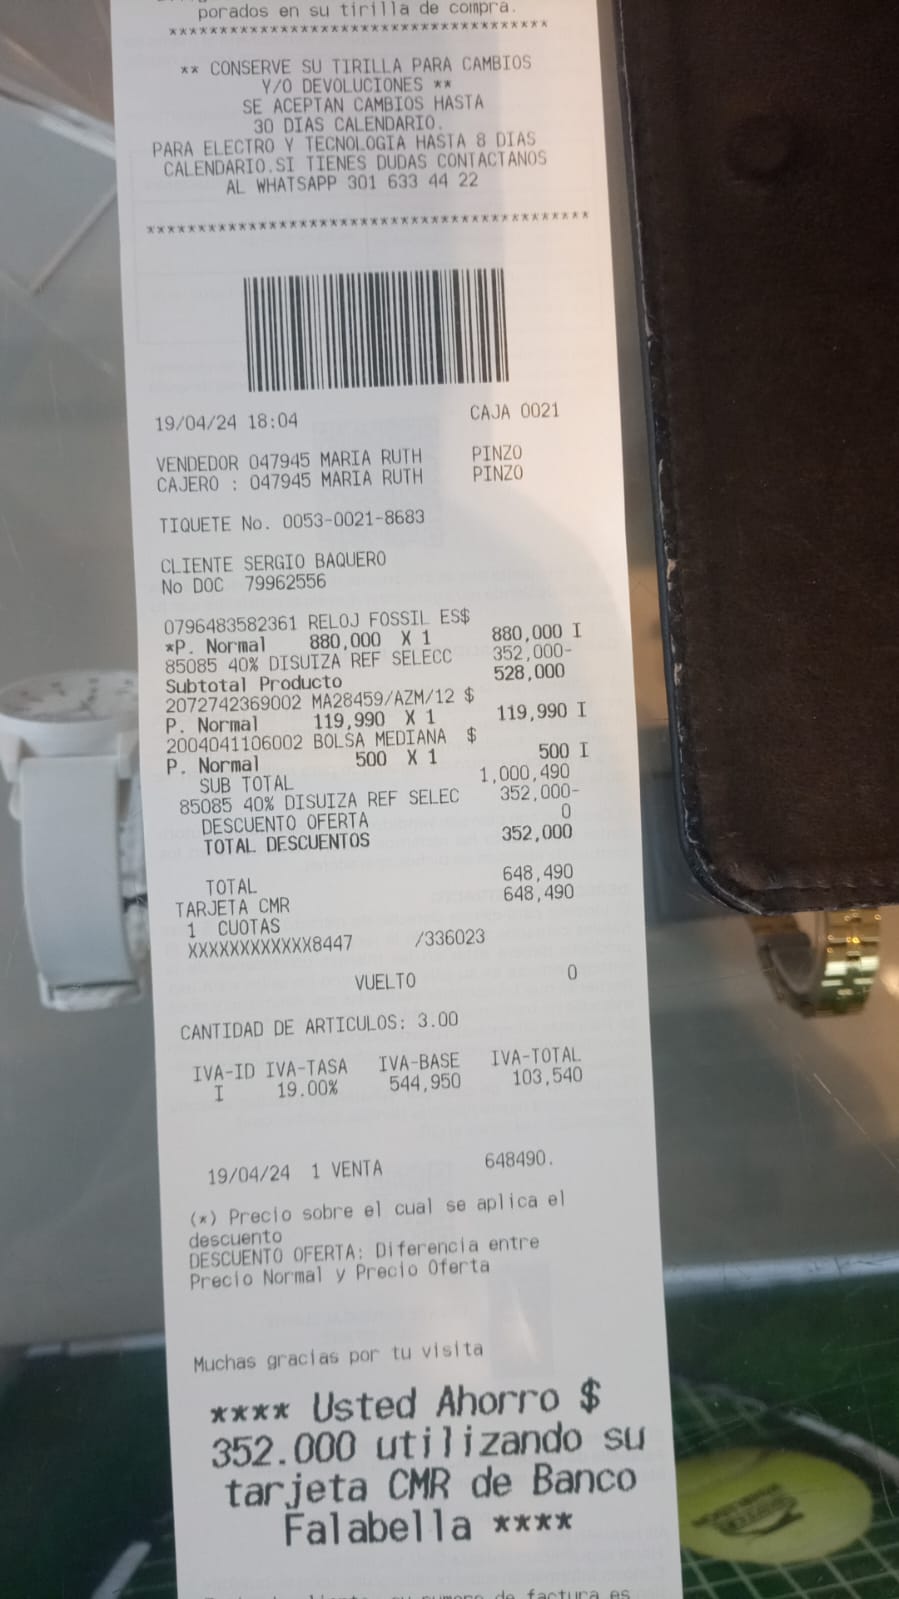 porados en su tirilla de compra.
*******************************************
** CONSERVE SU TIRILLA PARA CAMBIOS
Y/O DEVOLUCIONES **
SE ACEPTAN CAMBIOS HASTA
30 DIAS CALENDARIO.
PARA ELECTRO Y TECNOLOGIA HASTA 8 DIAS
CALENDARIO.SI TIENES DUDAS CONTACTANOS
AL WHATSAPP 301 633 44 22
*******************************************
19/04/24 18:04 CAJA 0021
VENDEDOR 047945 MARIA RUTH PINZO
CAJERO : 047945 MARIA RUTH PINZO
TIQUETE No. 0053-0021-8683
CLIENTE SERGIO BAQUERO
No DOC 79962556
0796483582361 RELOJ FOSSIL ES$
*P. Normal 880,000 X 1 880,000 I
85085 40% DISUIZA REF SELECC 352,000-
Subtotal Producto 528,000
2072742369002 MA28459/AZM/12 $
P. Normal 119,990 X 1 119,990 I
2004041106002 BOLSA MEDIANA $
P. Normal 500 X 1 500 I
SUB TOTAL 1,000,490
85085 40% DISUIZA REF SELEC 352,000-
DESCUENTO OFERTA 0
TOTAL DESCUENTOS 352,000
TOTAL 648,490
TARJETA CMR 648,490
1 CUOTAS
XXXXXXXXXXXX8447 /336023
VUELTO 0
CANTIDAD DE ARTICULOS: 3.00
IVA-ID IVA-TASA IVA-BASE IVA-TOTAL
I 19.00% 544,950 103,540
19/04/24 1 VENTA 648490.
(*) Precio sobre el cual se aplica el
descuento
DESCUENTO OFERTA: Diferencia entre
Precio Normal y Precio Oferta
Muchas gracias por tu visita
**** Usted Ahorro $
352.000 utilizando su
tarjeta CMR de Banco
Falabella ****
su numero de factura es